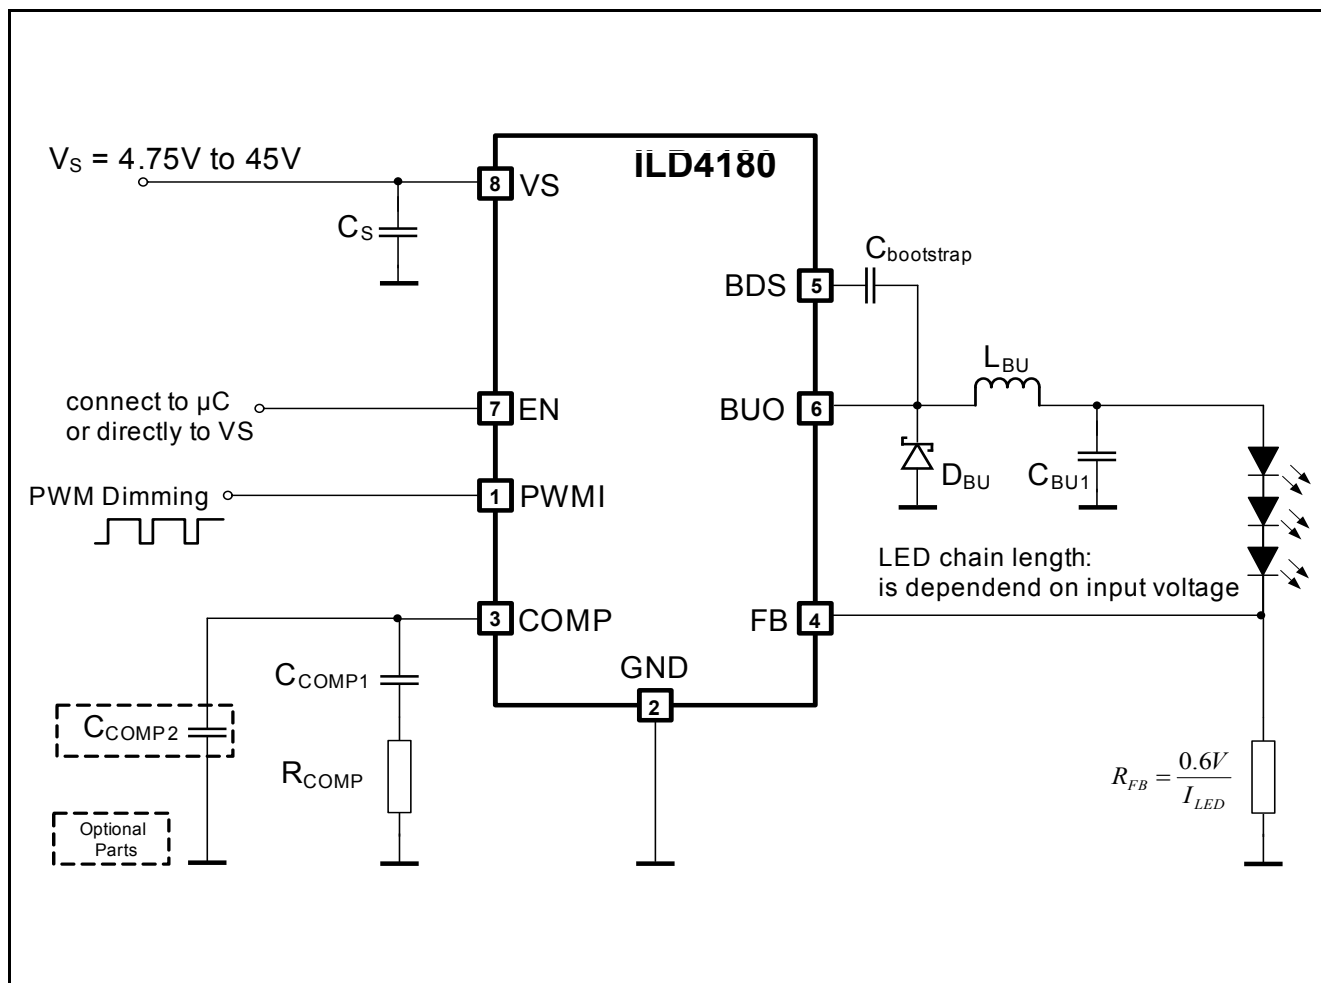 ILD4180
VS = 4.75V to 45V
8 VS
CS
Cbootstrap
BDS 5
LBU
connect to µC
or directly to VS
7 EN
BUO 6
DBU
CBU1
PWM Dimming
1 PWMI
LED chain length:
is dependend on input voltage
3 COMP
FB 4
GND
2
CCOMP1
CCOMP2
RCOMP
RFB = 0.6V / ILED
Optional
Parts